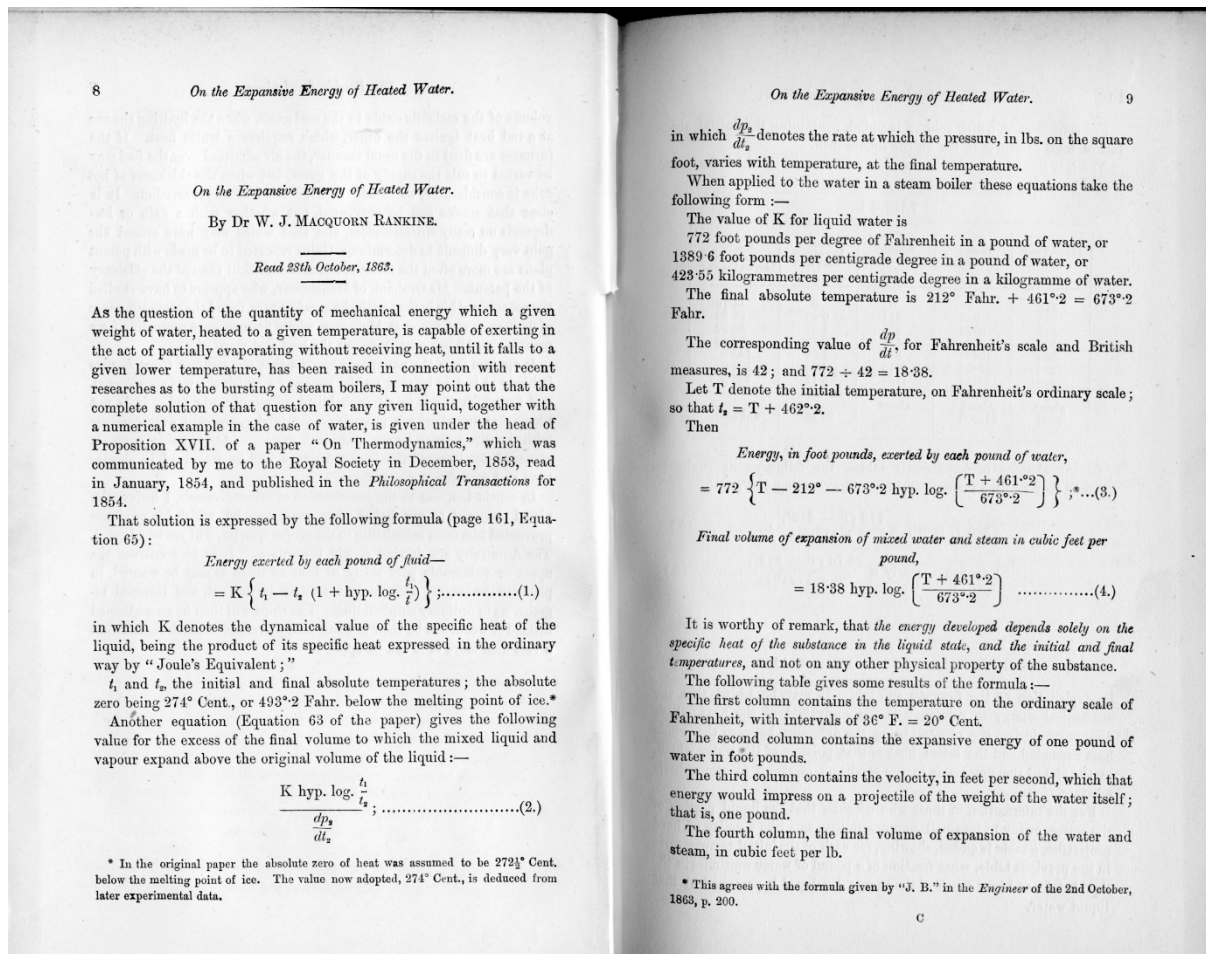 8 On the Expansive Energy of Heated Water.
On the Expansive Energy of Heated Water.
By Dr W. J. MACQUORN RANKINE.
Read 28th October, 1863.
As the question of the quantity of mechanical energy which a given
weight of water, heated to a given temperature, is capable of exerting in
the act of partially evaporating without receiving heat, until it falls to a
given lower temperature, has been raised in connection with recent
researches as to the bursting of steam boilers, I may point out that the
complete solution of that question for any given liquid, together with
a numerical example in the case of water, is given under the head of
Proposition XVII. of a paper “On Thermodynamics,” which was
communicated by me to the Royal Society in December, 1853, read
in January, 1854, and published in the Philosophical Transactions for
1854.
That solution is expressed by the following formula (page 161, Equa-
tion 65) :
Energy exerted by each pound of fluid—
= K { t₁ — t₂ (1 + hyp. log. t₁/t) } ;...............(1.)
in which K denotes the dynamical value of the specific heat of the
liquid, being the product of its specific heat expressed in the ordinary
way by “Joule's Equivalent ;”
t₁ and t₂, the initial and final absolute temperatures ; the absolute
zero being 274° Cent., or 493°·2 Fahr. below the melting point of ice.*
Another equation (Equation 63 of the paper) gives the following
value for the excess of the final volume to which the mixed liquid and
vapour expand above the original volume of the liquid :—
K hyp. log. t₁/t₂
; .........................(2.)
dp₂
dt₂
* In the original paper the absolute zero of heat was assumed to be 272½° Cent.
below the melting point of ice. The value now adopted, 274° Cent., is deduced from
later experimental data.
On the Expansive Energy of Heated Water. 9
in which dp₂/dt₂ denotes the rate at which the pressure, in lbs. on the square
foot, varies with temperature, at the final temperature.
When applied to the water in a steam boiler these equations take the
following form :—
The value of K for liquid water is
772 foot pounds per degree of Fahrenheit in a pound of water, or
1389·6 foot pounds per centigrade degree in a pound of water, or
423·55 kilogrammetres per centigrade degree in a kilogramme of water.
The final absolute temperature is 212° Fahr. + 461°·2 = 673°·2
Fahr.
The corresponding value of dp/dt, for Fahrenheit's scale and British
measures, is 42 ; and 772 ÷ 42 = 18·38.
Let T denote the initial temperature, on Fahrenheit's ordinary scale ;
so that t₂ = T + 462°·2.
Then
Energy, in foot pounds, exerted by each pound of water,
= 772 {T — 212° — 673°·2 hyp. log. [T + 461·°2 / 673°·2] } ;*...(3.)
Final volume of expansion of mixed water and steam in cubic feet per
pound,
= 18·38 hyp. log. [T + 461°·2 / 673°·2] ..............(4.)
It is worthy of remark, that the energy developed depends solely on the
specific heat of the substance in the liquid state, and the initial and final
temperatures, and not on any other physical property of the substance.
The following table gives some results of the formula :—
The first column contains the temperature on the ordinary scale of
Fahrenheit, with intervals of 36° F. = 20° Cent.
The second column contains the expansive energy of one pound of
water in foot pounds.
The third column contains the velocity, in feet per second, which that
energy would impress on a projectile of the weight of the water itself ;
that is, one pound.
The fourth column, the final volume of expansion of the water and
steam, in cubic feet per lb.
* This agrees with the formula given by “J. B.” in the Engineer of the 2nd October,
1863, p. 200.
C